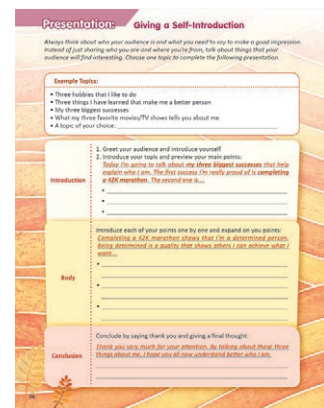 Presentation: Giving a Self-Introduction
Always think about who your audience is and what you need to say to make a good impression.
Instead of just sharing who you are and where you're from, talk about things that your
audience will find interesting. Choose one topic to complete the following presentation.
Example Topics:
• Three hobbies that I like to do
• Three things I have learned that make me a better person
• My three biggest successes
• What my three favorite movies/TV shows tells you about me
• A topic of your choice:
Introduction
1. Greet your audience and introduce yourself
2. Introduce your topic and preview your main points:
Today I'm going to talk about my three biggest successes that help
explain who I am. The first success I'm really proud of is completing
a 42K marathon. The second one is....
•
•
•
Body
Introduce each of your points one by one and expand on you points:
Completing a 42K marathon shows that I'm a determined person.
Being determined is a quality that shows others I can achieve what I
want....
•
•
•
Conclusion
Conclude by saying thank you and giving a final thought:
Thank you very much for your attention. By talking about these three
things about me, I hope you all now understand better who I am.